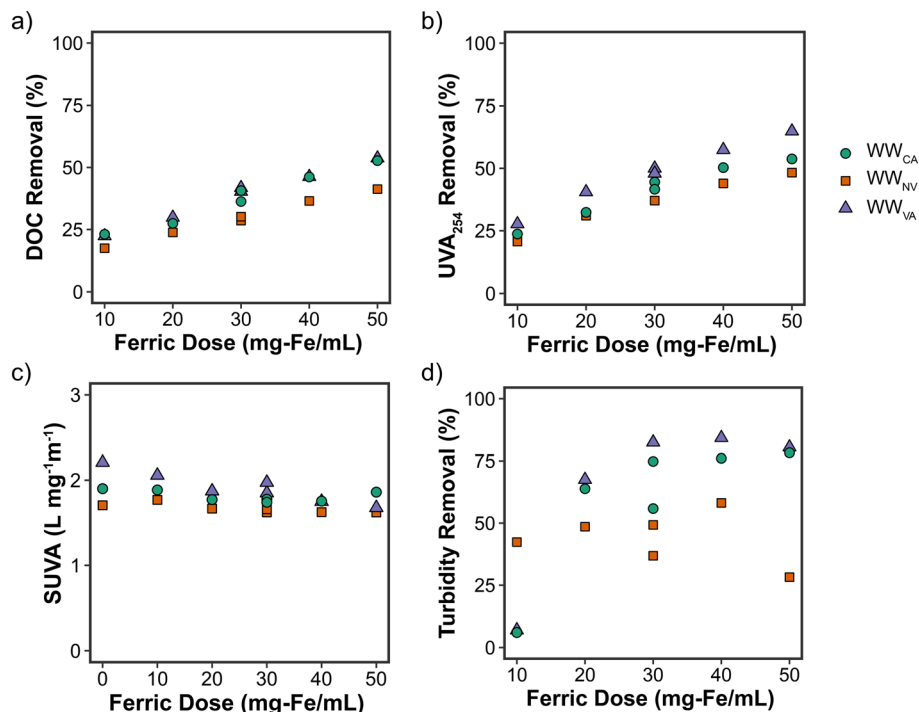 a)
100
75
50
25
0
DOC Removal (%)
10 20 30 40 50
Ferric Dose (mg-Fe/mL)
b)
100
75
50
25
0
UVA₂₅₄ Removal (%)
10 20 30 40 50
Ferric Dose (mg-Fe/mL)
WW_CA
WW_NV
WW_VA
c)
3
2
1
0
SUVA (L mg⁻¹m⁻¹)
0 10 20 30 40 50
Ferric Dose (mg-Fe/mL)
d)
100
75
50
25
0
Turbidity Removal (%)
10 20 30 40 50
Ferric Dose (mg-Fe/mL)